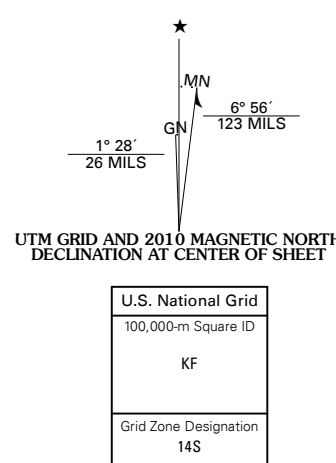 MN
GN
6° 56´
123 MILS
1° 28´
26 MILS
UTM GRID AND 2010 MAGNETIC NORTH
DECLINATION AT CENTER OF SHEET
U.S. National Grid
100,000-m Square ID
KF
Grid Zone Designation
14S